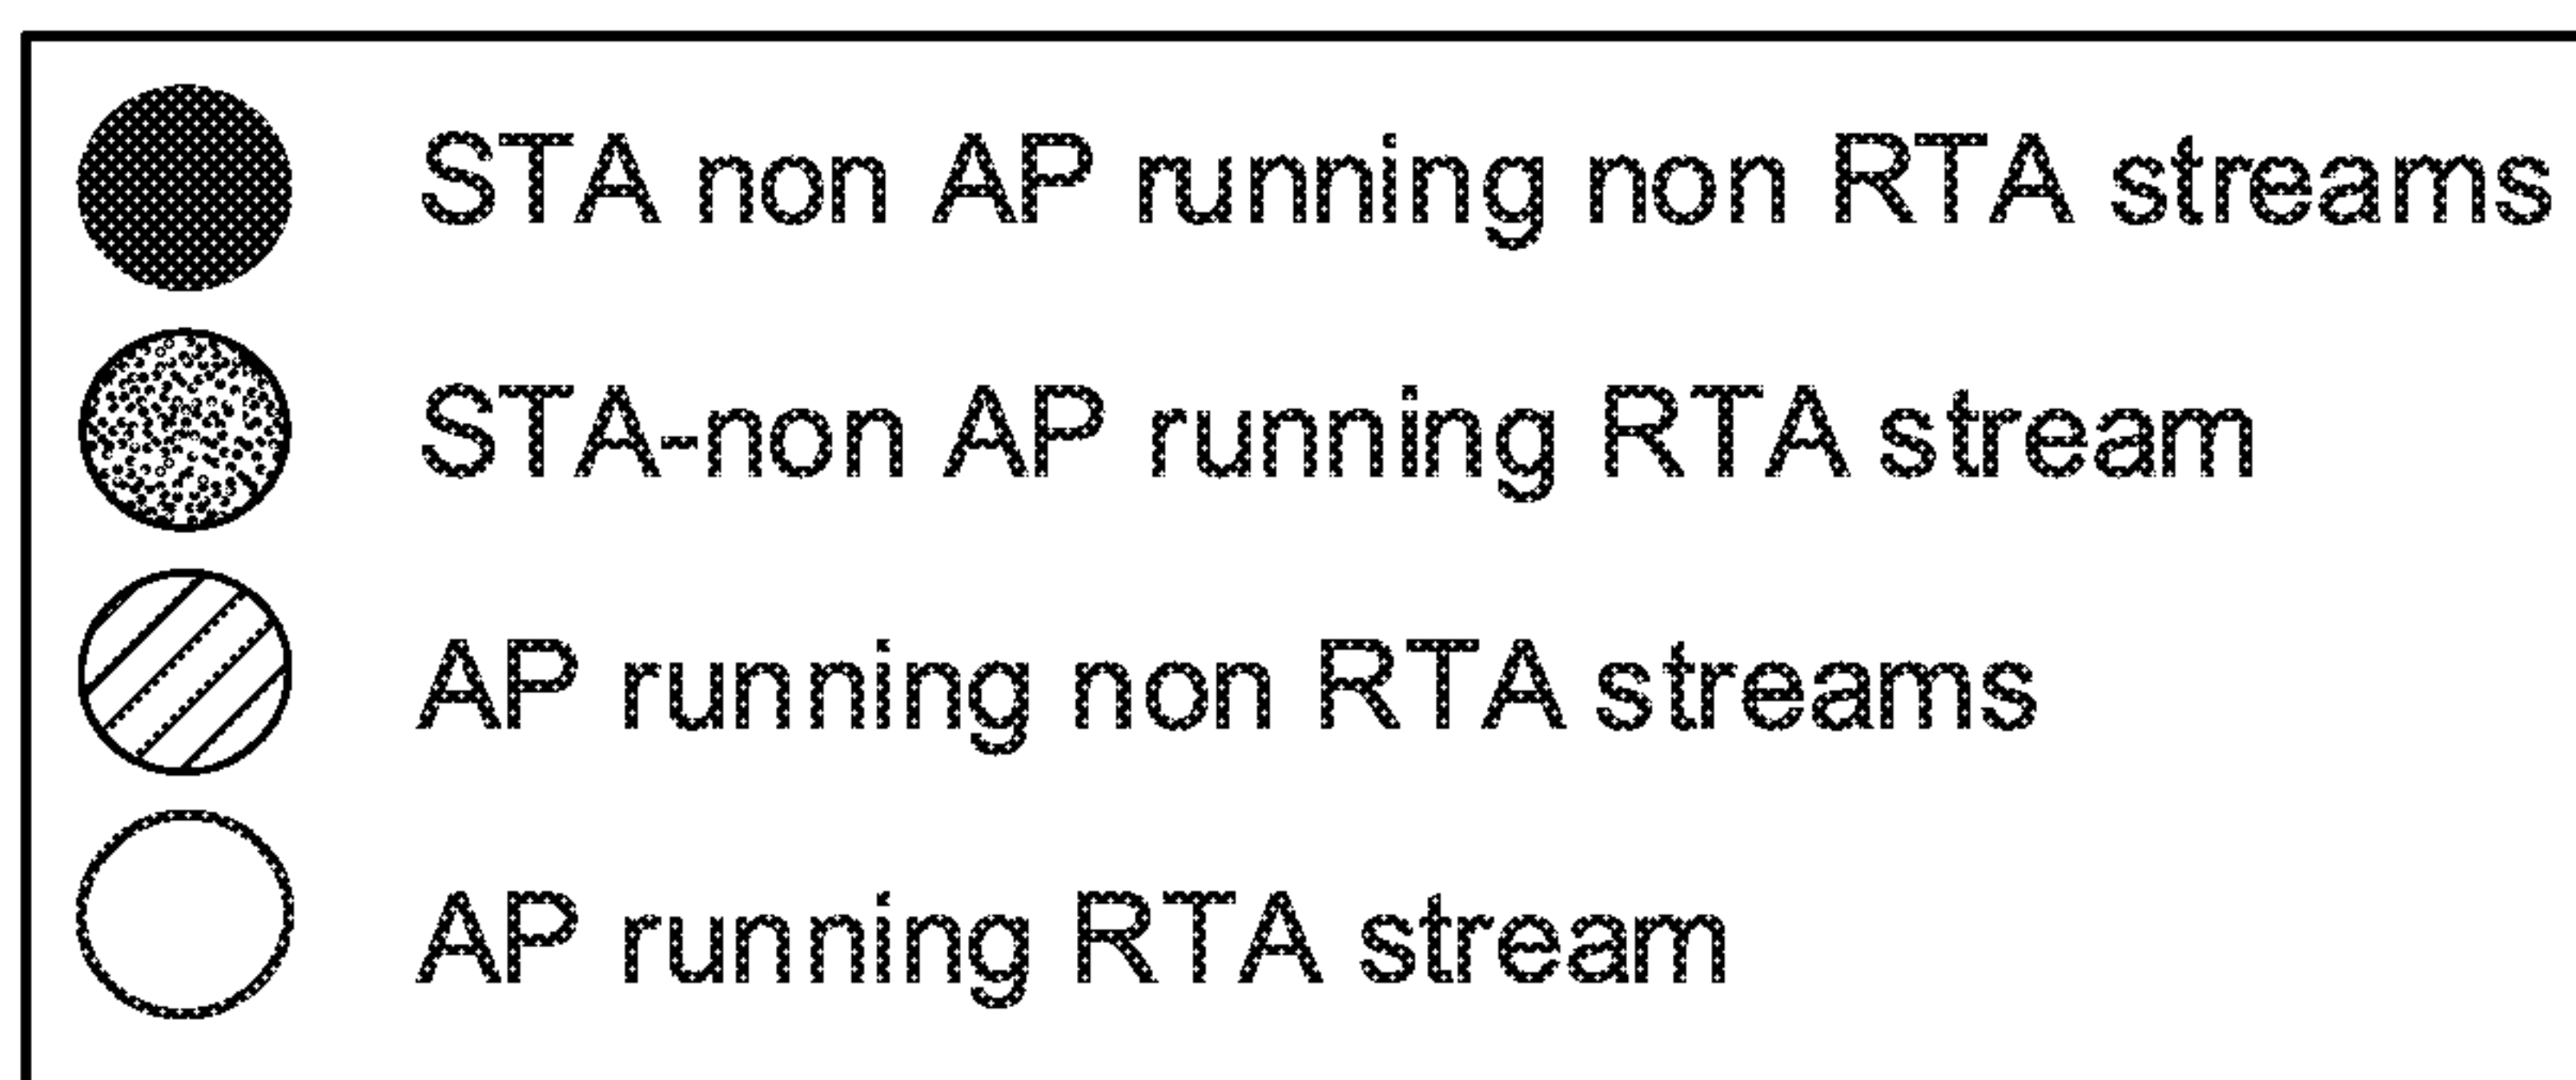 STA non AP running non RTA streams
STA-non AP running RTA stream
AP running non RTA streams
AP running RTA stream